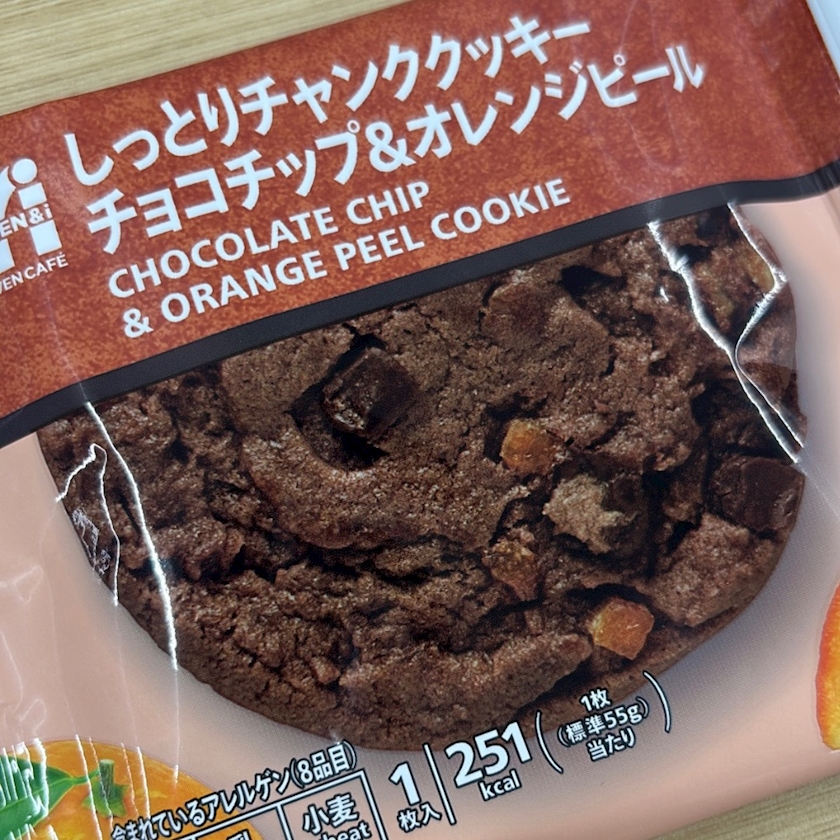 しっとりチャンククッキー
チョコチップ&オレンジピール
CHOCOLATE CHIP
& ORANGE PEEL COOKIE
EN&i
VEN CAFÉ
含まれているアレルゲン(8品目)
小麦
1
枚入
251
kcal
1枚
(標準55g)
当たり